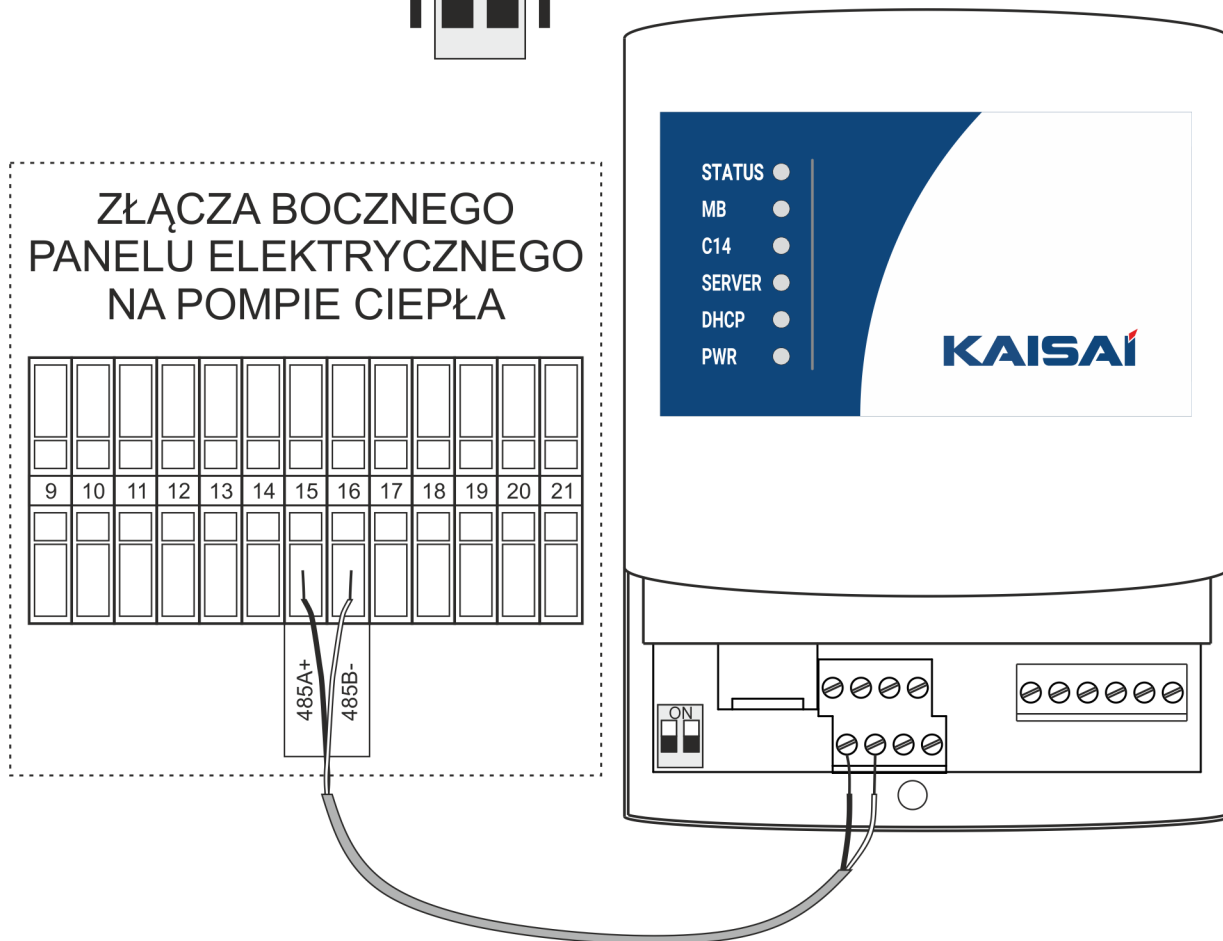 ZŁĄCZA BOCZNEGO
PANELU ELEKTRYCZNEGO
NA POMPIE CIEPŁA
9 10 11 12 13 14 15 16 17 18 19 20 21
485A+
485B-
STATUS
MB
C14
SERVER
DHCP
PWR
KAISAI
ON